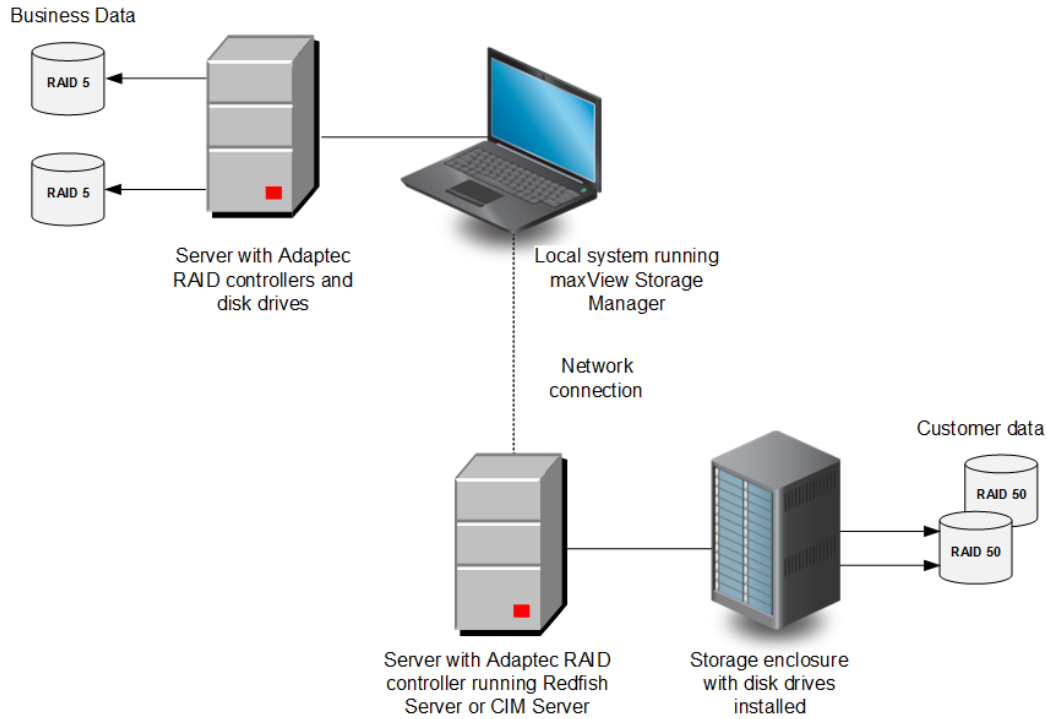 Business Data
RAID 5
RAID 5
Server with Adaptec
RAID controllers and
disk drives
Local system running
maxView Storage
Manager
Network
connection
Customer data
RAID 50
RAID 50
Server with Adaptec RAID
controller running Redfish
Server or CIM Server
Storage enclosure
with disk drives
installed